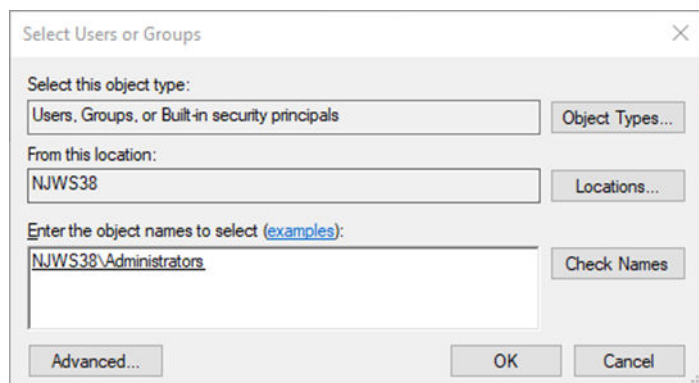 Select Users or Groups
Select this object type:
Users, Groups, or Built-in security principals
Object Types...
From this location:
NJWS38
Locations...
Enter the object names to select (examples):
NJWS38\Administrators
Check Names
Advanced...
OK
Cancel